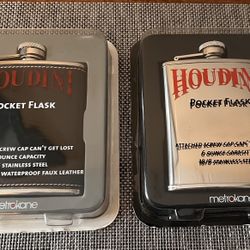 HOUDINI
POCKET FLASK
SCREW CAP CAN'T GET LOST
OUNCE CAPACITY
STAINLESS STEEL
WATERPROOF FAUX LEATHER
metrokane
HOUDINI
POCKET FLASK
ATTACHED SCREW CAP CAN'T
6 OUNCE CAPACITY
18/8 STAINLESS STEEL
metrokane